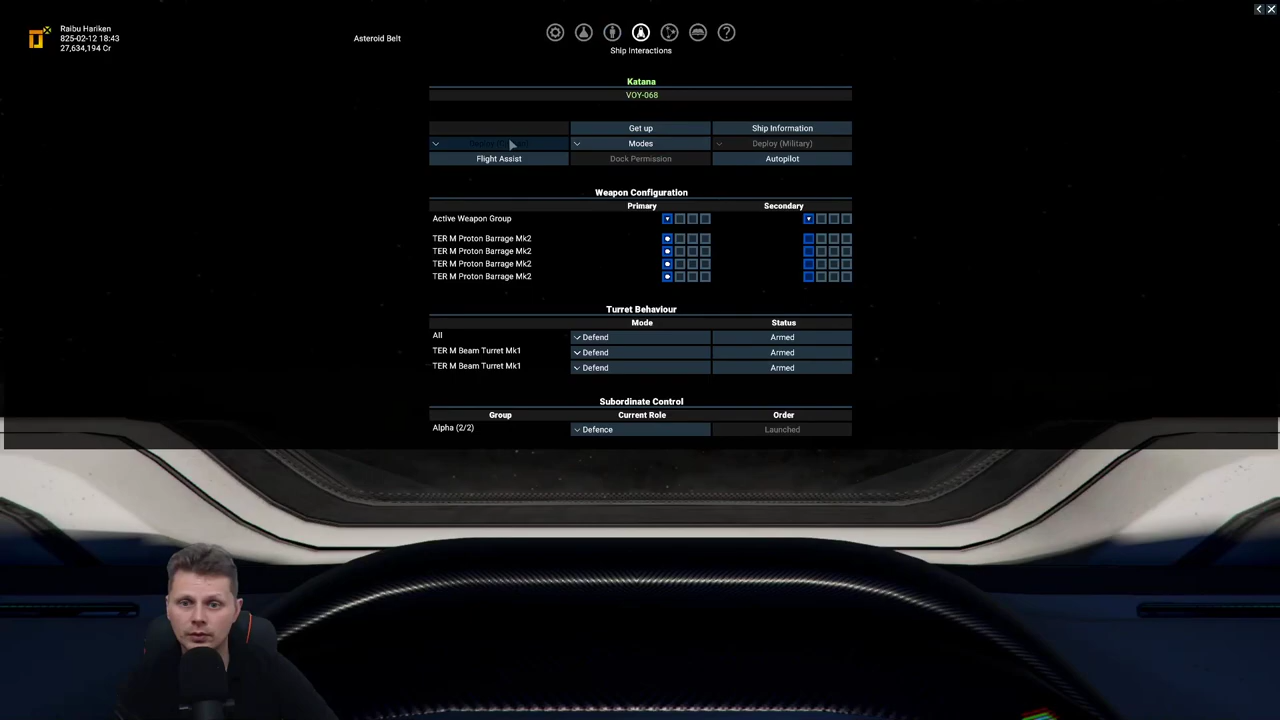 Raibu Hariken
825-02-12 18:43
27,634,194 Cr
Asteroid Belt
Ship Interactions
Katana
VOY-068
Get up
Ship Information
Modes
Deploy (Military)
Flight Assist
Dock Permission
Autopilot
Weapon Configuration
Primary
Secondary
Active Weapon Group
TER M Proton Barrage Mk2
TER M Proton Barrage Mk2
TER M Proton Barrage Mk2
TER M Proton Barrage Mk2
Turret Behaviour
Mode
Status
All
Defend
Armed
TER M Beam Turret Mk1
Defend
Armed
TER M Beam Turret Mk1
Defend
Armed
Subordinate Control
Group
Current Role
Order
Alpha (2/2)
Defence
Launched